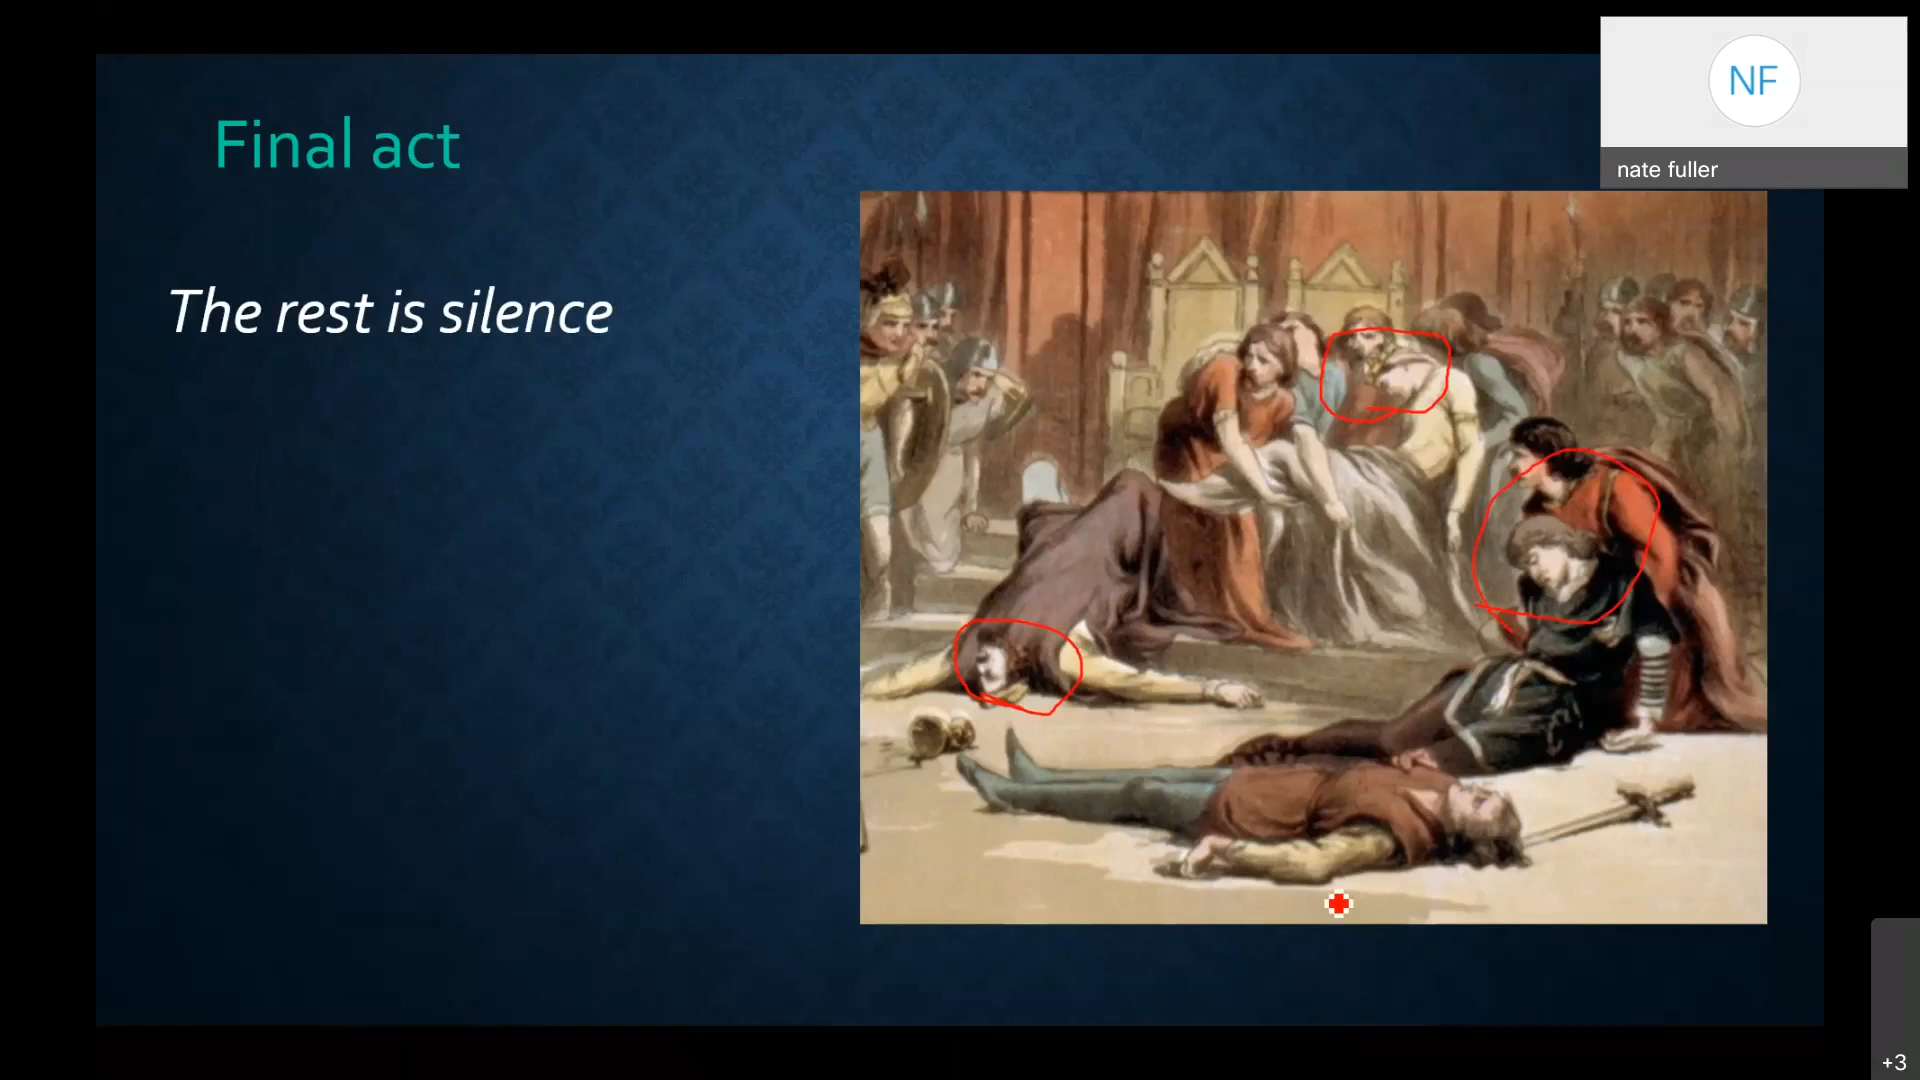 Final act
The rest is silence
NF
nate fuller
+3